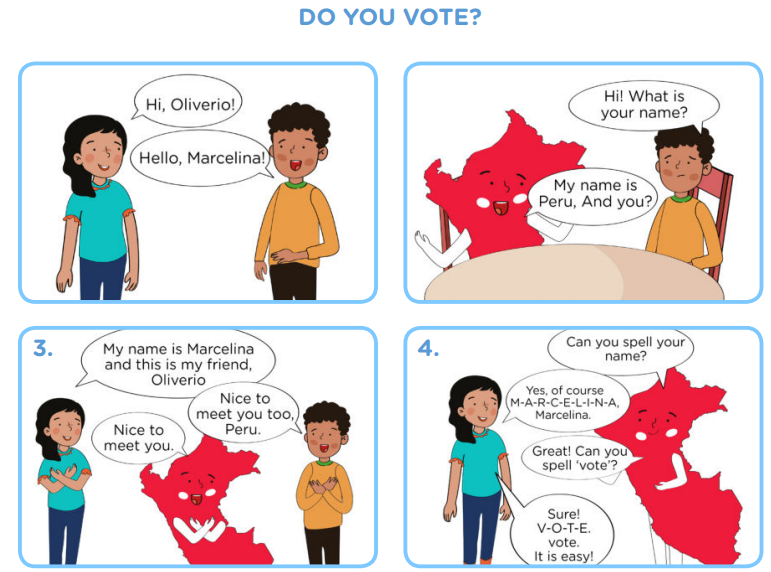 DO YOU VOTE?
Hi, Oliverio!
Hello, Marcelina!
Hi! What is
your name?
My name is
Peru, And you?
3.
My name is Marcelina
and this is my friend,
Oliverio
Nice to
meet you.
Nice to
meet you too,
Peru.
4.
Can you spell your
name?
Yes, of course
M-A-R-C-E-L-I-N-A,
Marcelina.
Great! Can you
spell ‘vote’?
Sure!
V-O-T-E.
vote.
It is easy!